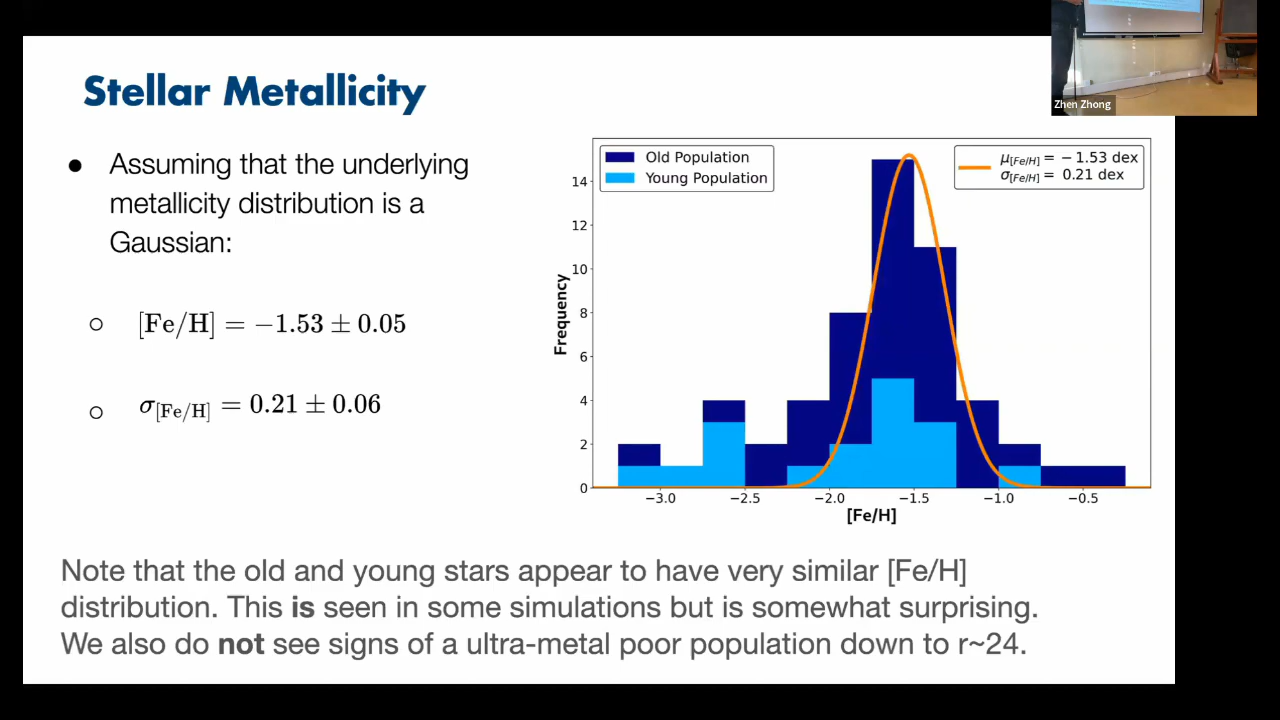 Stellar Metallicity
Zhen Zhong
● Assuming that the underlying
metallicity distribution is a
Gaussian:
○ [Fe/H] = −1.53 ± 0.05
○ σ[Fe/H] = 0.21 ± 0.06
Old Population
Young Population
μ[Fe/H] = −1.53 dex
σ[Fe/H] = 0.21 dex
14
12
10
8
6
4
2
0
Frequency
−3.0 −2.5 −2.0 −1.5 −1.0 −0.5
[Fe/H]
Note that the old and young stars appear to have very similar [Fe/H]
distribution. This is seen in some simulations but is somewhat surprising.
We also do not see signs of a ultra-metal poor population down to r~24.